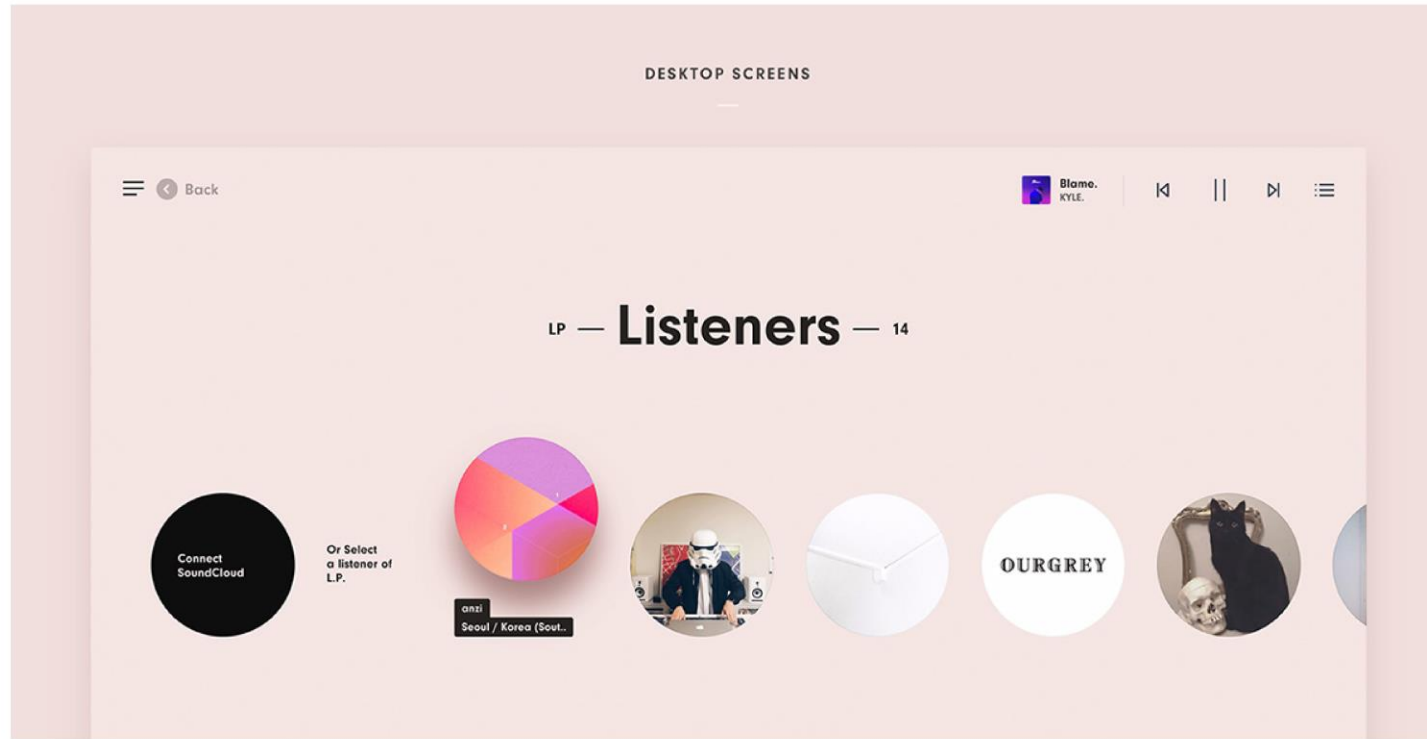 DESKTOP SCREENS
Back
Blame.
KYLE.
LP — Listeners — 14
Connect
SoundCloud
Or Select
a listener of
L.P.
anzi
Seoul / Korea (Sout..
OURGREY